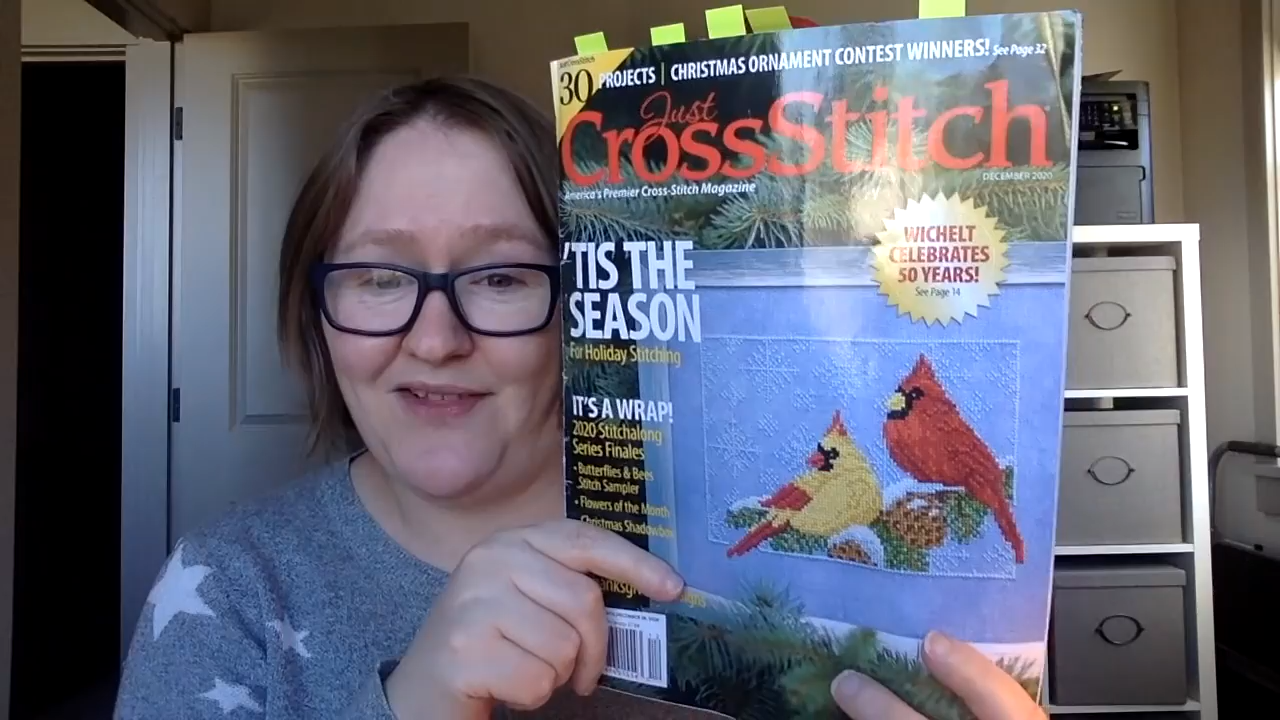 30 PROJECTS | CHRISTMAS ORNAMENT CONTEST WINNERS! See Page 32
Just
CrossStitch
DECEMBER 2020
America's Premier Cross-Stitch Magazine
WICHELT
CELEBRATES
50 YEARS!
See Page 14
'TIS THE
SEASON
For Holiday Stitching
IT'S A WRAP!
2020 Stitchalong
Series Finales
• Butterflies & Bees
Stitch Sampler
• Flowers of the Month
Christmas Shadowbox